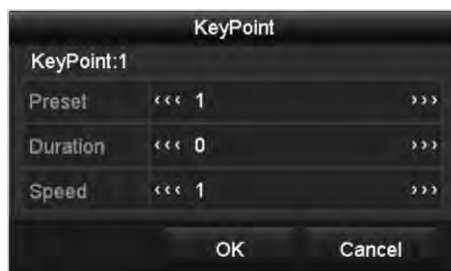 KeyPoint
KeyPoint:1
Preset ‹‹‹ 1 ›››
Duration ‹‹‹ 0 ›››
Speed ‹‹‹ 1 ›››
OK Cancel